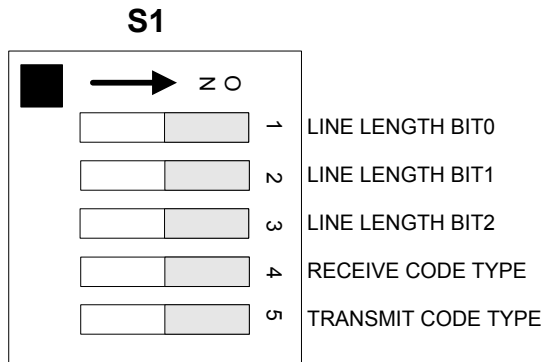 S1
ON
1 LINE LENGTH BIT0
2 LINE LENGTH BIT1
3 LINE LENGTH BIT2
4 RECEIVE CODE TYPE
5 TRANSMIT CODE TYPE